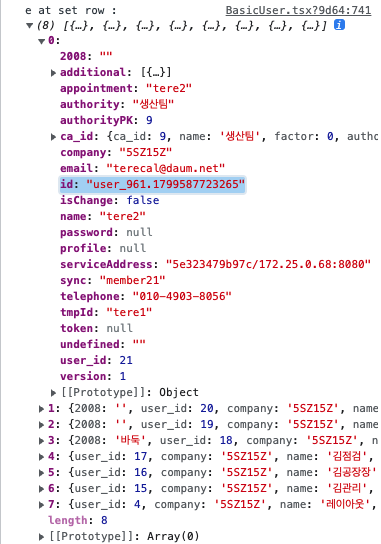 e at set row : BasicUser.tsx?9d64:741
(8) [{…}, {…}, {…}, {…}, {…}, {…}, {…}, {…}]
0:
2008: ""
additional: [{…}]
appointment: "tere2"
authority: "생산팀"
authorityPK: 9
ca_id: {ca_id: 9, name: '생산팀', factor: 0,
company: "5SZ15Z"
email: "terecal@daum.net"
id: "user_961.1799587723265"
isChange: false
name: "tere2"
password: null
profile: null
serviceAddress: "5e323479b97c/172.25.0.68:8080"
sync: "member21"
telephone: "010-4903-8056"
tmpId: "tere1"
token: null
undefined: ""
user_id: 21
version: 1
[[Prototype]]: Object
1: {2008: '', user_id: 20, company: '5SZ15Z', name
2: {2008: '', user_id: 19, company: '5SZ15Z', name
3: {2008: '바둑', user_id: 18, company: '5SZ15Z',
4: {user_id: 17, company: '5SZ15Z', name: '김점검',
5: {user_id: 16, company: '5SZ15Z', name: '김공장장
6: {user_id: 15, company: '5SZ15Z', name: '김관리',
7: {user_id: 4, company: '5SZ15Z', name: '레이아웃'
length: 8
[[Prototype]]: Array(0)